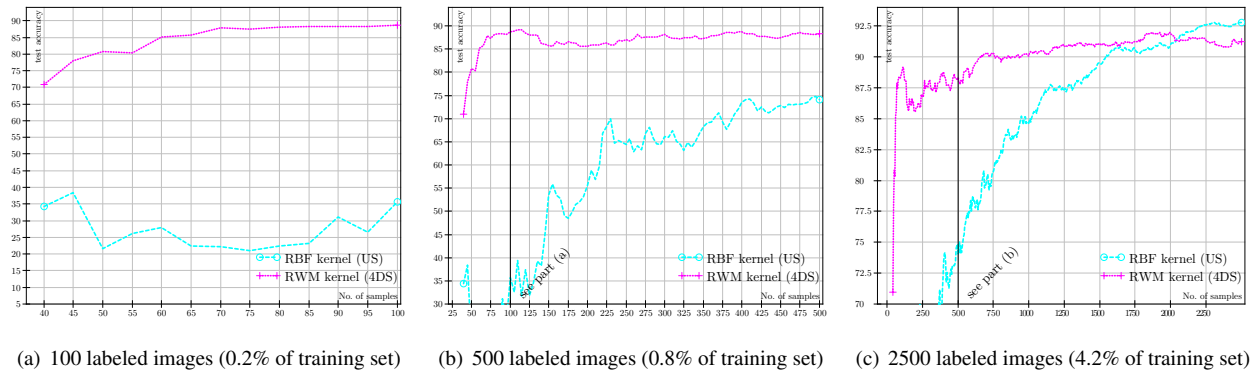 test accuracy
90
85
80
75
70
65
60
55
50
45
40
35
30
25
20
15
10
5
40 45 50 55 60 65 70 75 80 85 90 95 100
RBF kernel (US)
RWM kernel (4DS)
No. of samples
(a) 100 labeled images (0.2% of training set)
test accuracy
90
85
80
75
70
65
60
55
50
45
40
35
30
25 50 75 100 125 150 175 200 225 250 275 300 325 350 375 400 425 450 475 500
see part (a)
RBF kernel (US)
RWM kernel (4DS)
No. of samples
(b) 500 labeled images (0.8% of training set)
test accuracy
92.5
90
87.5
85
82.5
80
77.5
75
72.5
70
0 250 500 750 1000 1250 1500 1750 2000 2250
see part (b)
RBF kernel (US)
RWM kernel (4DS)
No. of samples
(c) 2500 labeled images (4.2% of training set)